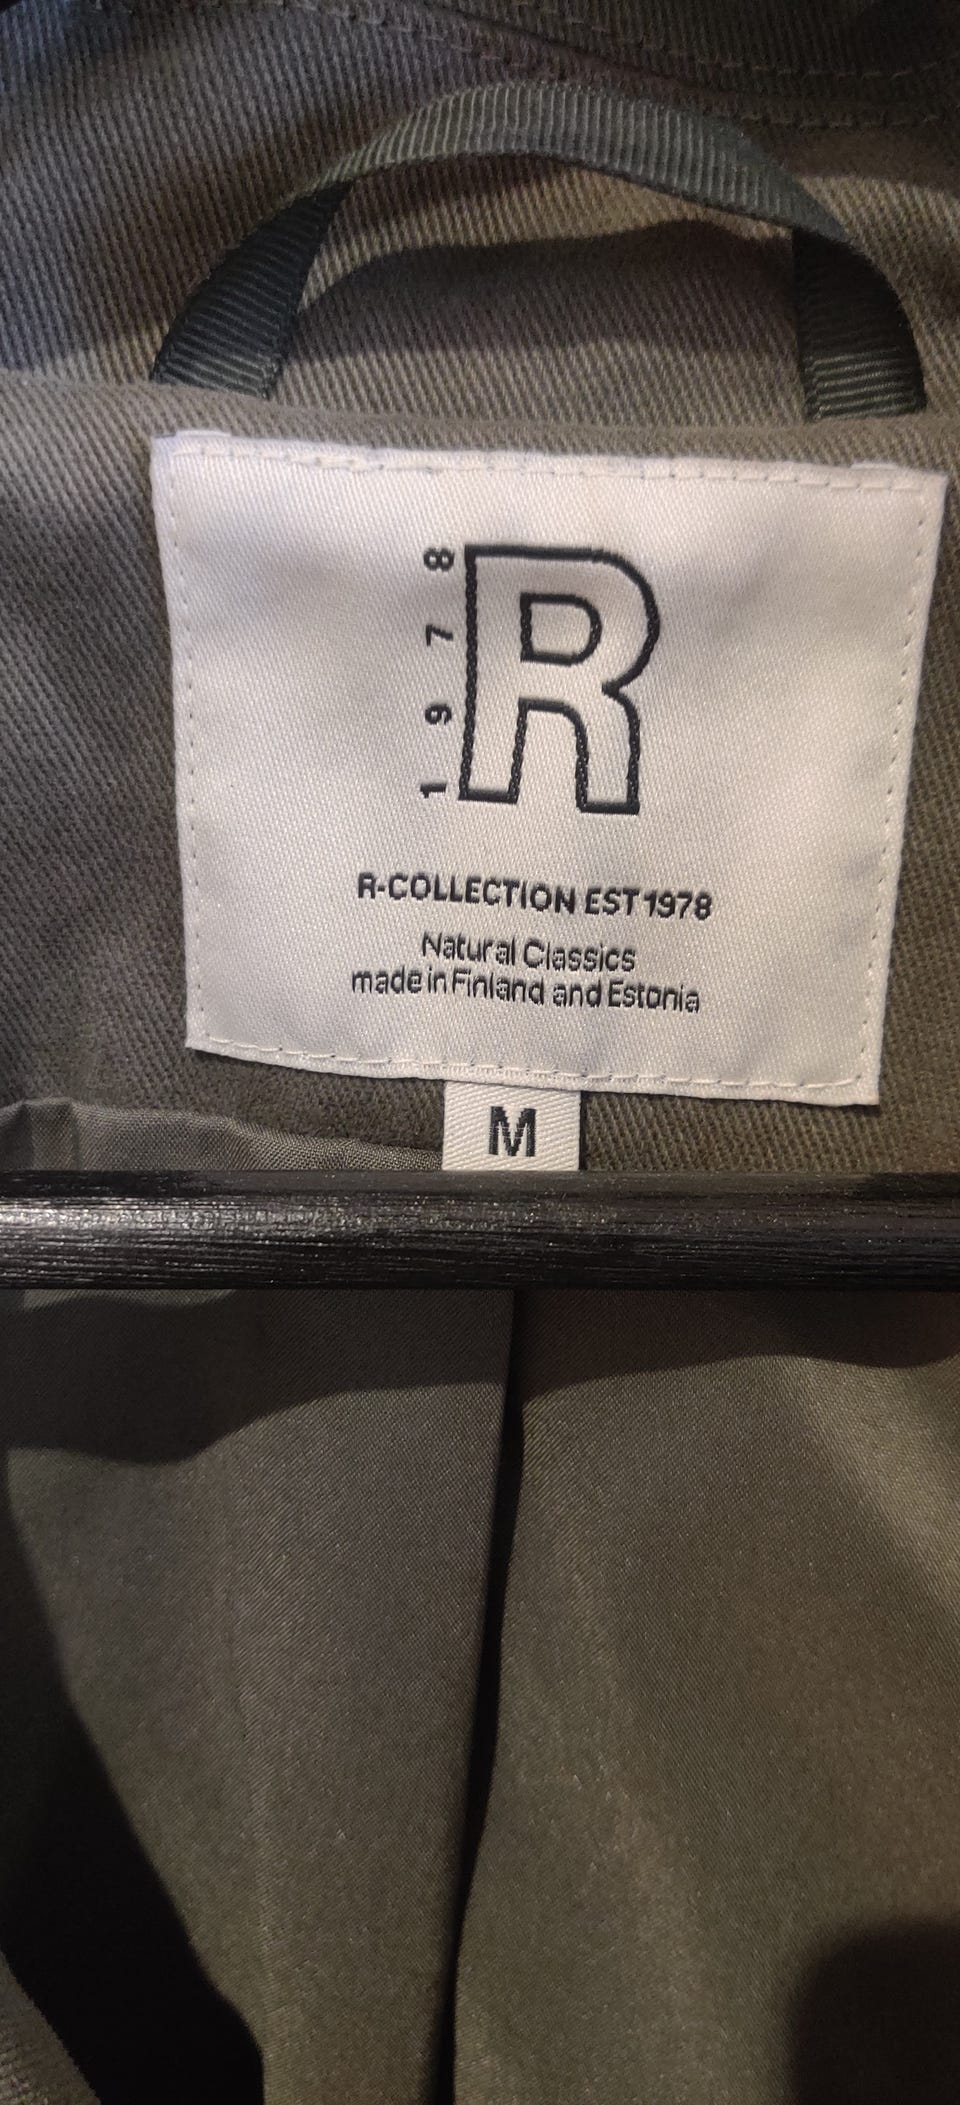 1978
R
R-COLLECTION EST 1978
Natural Classics
made in Finland and Estonia
M